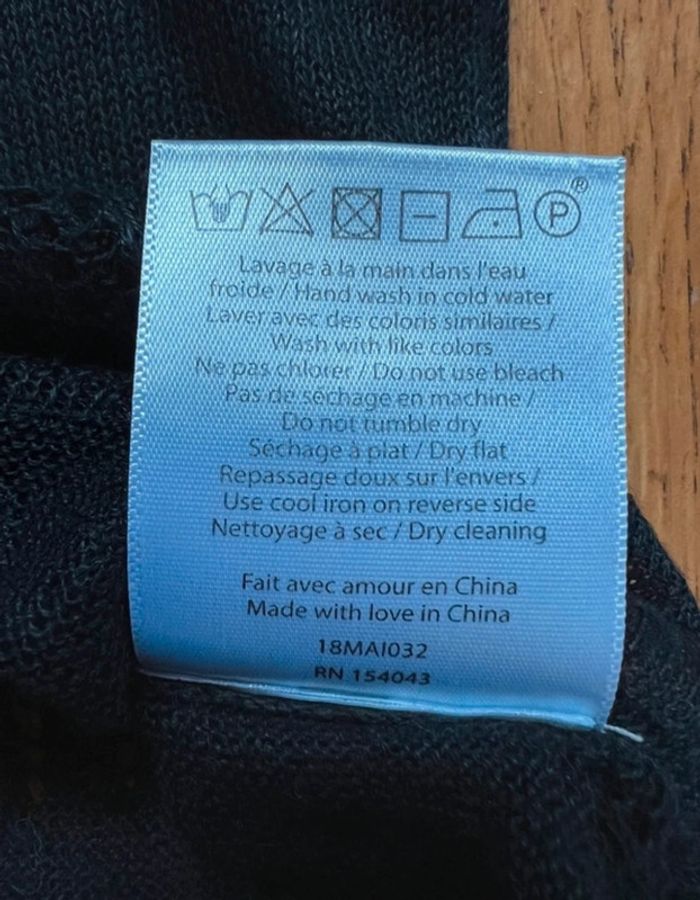 P ®
Lavage à la main dans l'eau
froide / Hand wash in cold water
Laver avec des coloris similaires /
Wash with like colors
Ne pas chlorer / Do not use bleach
Pas de séchage en machine /
Do not tumble dry
Séchage à plat / Dry flat
Repassage doux sur l'envers /
Use cool iron on reverse side
Nettoyage à sec / Dry cleaning
Fait avec amour en China
Made with love in China
18MAI032
RN 154043